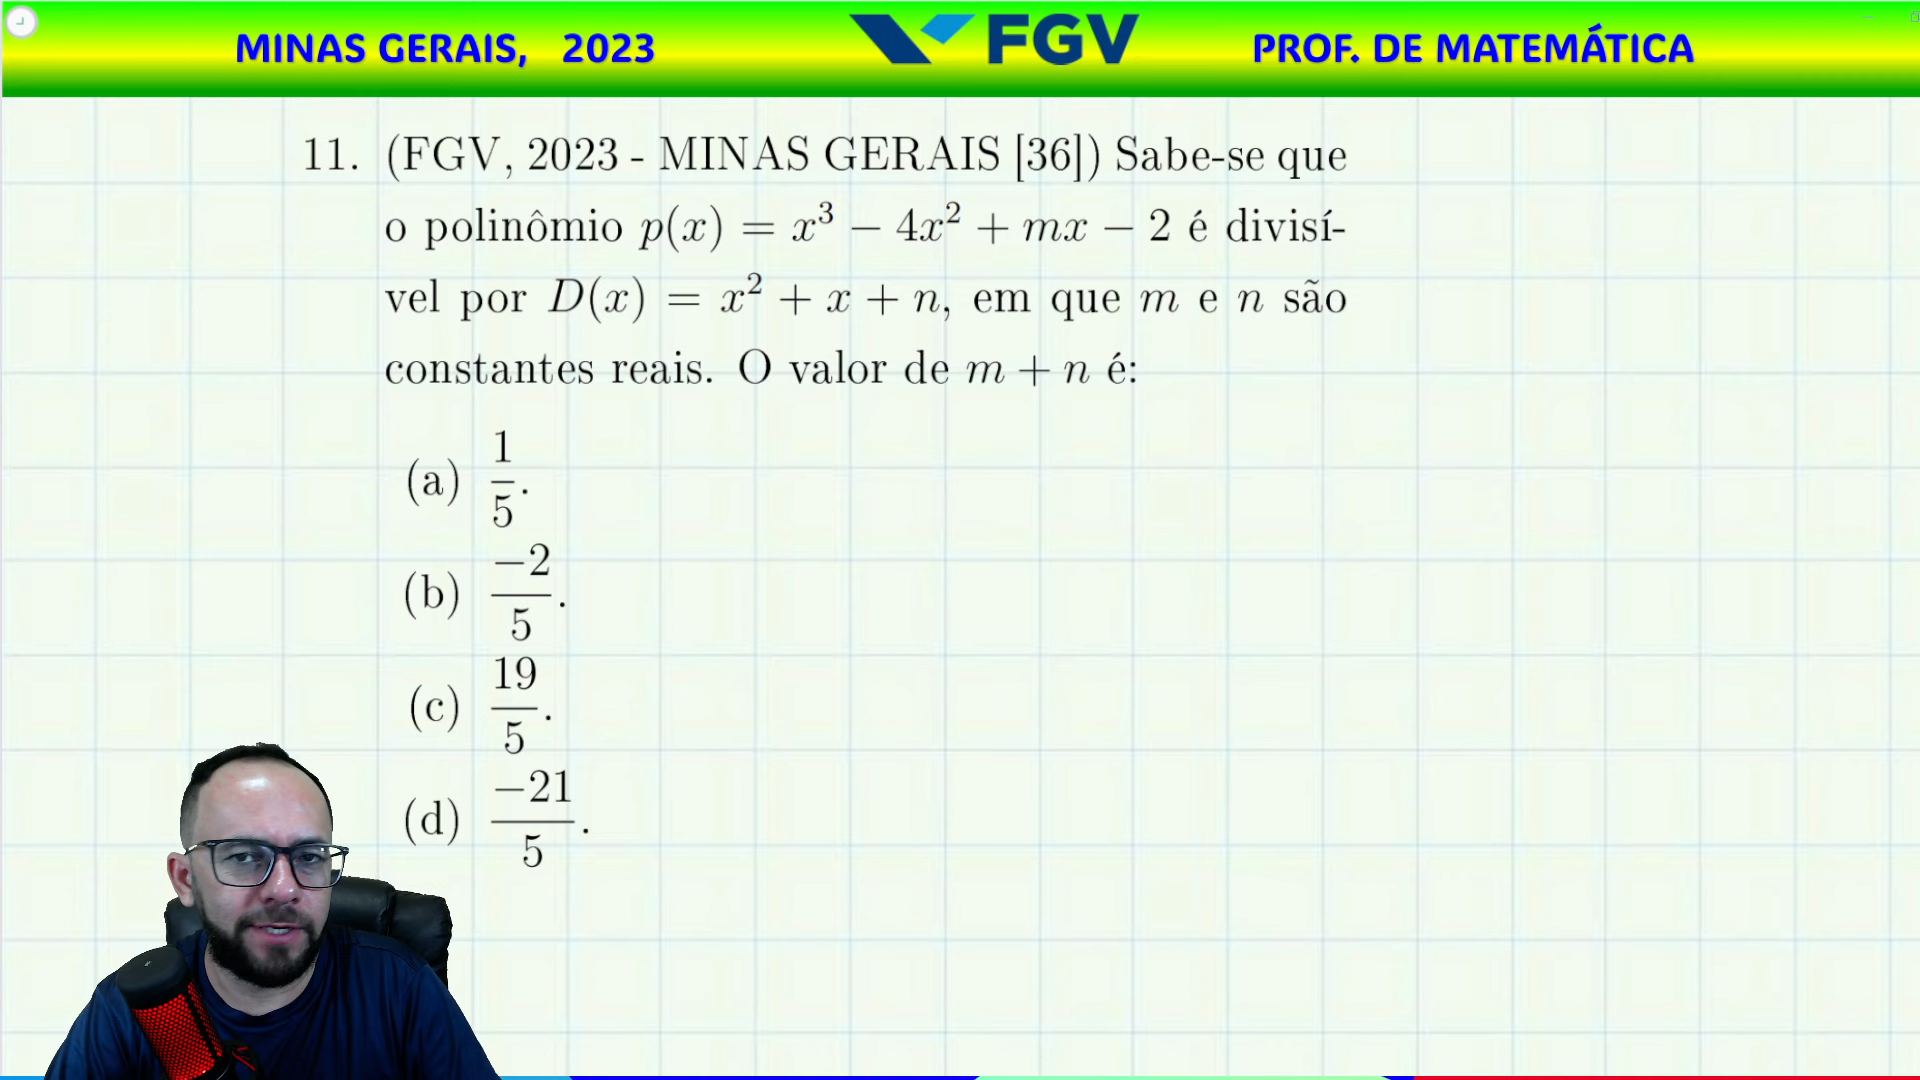 MINAS GERAIS, 2023
FGV
PROF. DE MATEMÁTICA
11. (FGV, 2023 - MINAS GERAIS [36]) Sabe-se que
o polinômio p(x) = x³ − 4x² + mx − 2 é divisí-
vel por D(x) = x² + x + n, em que m e n são
constantes reais. O valor de m + n é:
(a) 1/5.
(b) −2/5.
(c) 19/5.
(d) −21/5.